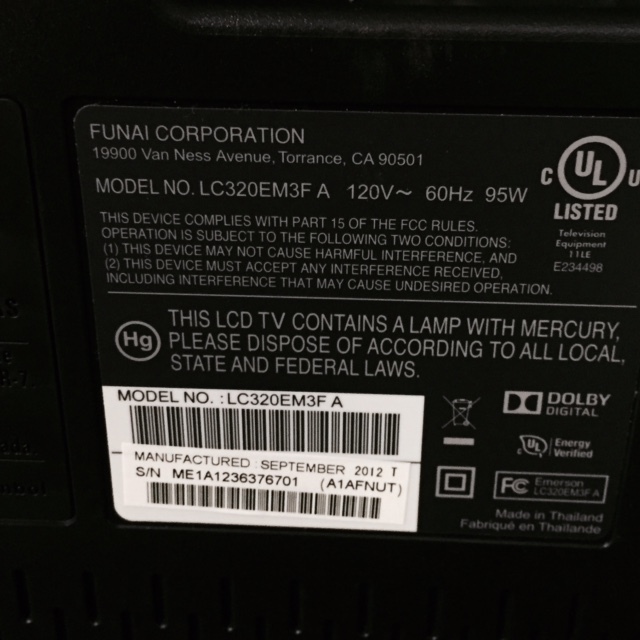 FUNAI CORPORATION
19900 Van Ness Avenue, Torrance, CA 90501
MODEL NO. LC320EM3F A 120V~ 60Hz 95W
C UL U
LISTED
Television
Equipment
11LE
E234498
THIS DEVICE COMPLIES WITH PART 15 OF THE FCC RULES.
OPERATION IS SUBJECT TO THE FOLLOWING TWO CONDITIONS:
(1) THIS DEVICE MAY NOT CAUSE HARMFUL INTERFERENCE, AND
(2) THIS DEVICE MUST ACCEPT ANY INTERFERENCE RECEIVED,
INCLUDING INTERFERENCE THAT MAY CAUSE UNDESIRED OPERATION.
Hg
THIS LCD TV CONTAINS A LAMP WITH MERCURY,
PLEASE DISPOSE OF ACCORDING TO ALL LOCAL,
STATE AND FEDERAL LAWS.
MODEL NO. : LC320EM3F A
MANUFACTURED : SEPTEMBER 2012 T
S/N ME1A1236376701 (A1AFNUT)
DOLBY
DIGITAL
UL Energy
Verified
FC Emerson
LC320EM3F A
Made in Thailand
Fabriqué en Thailande